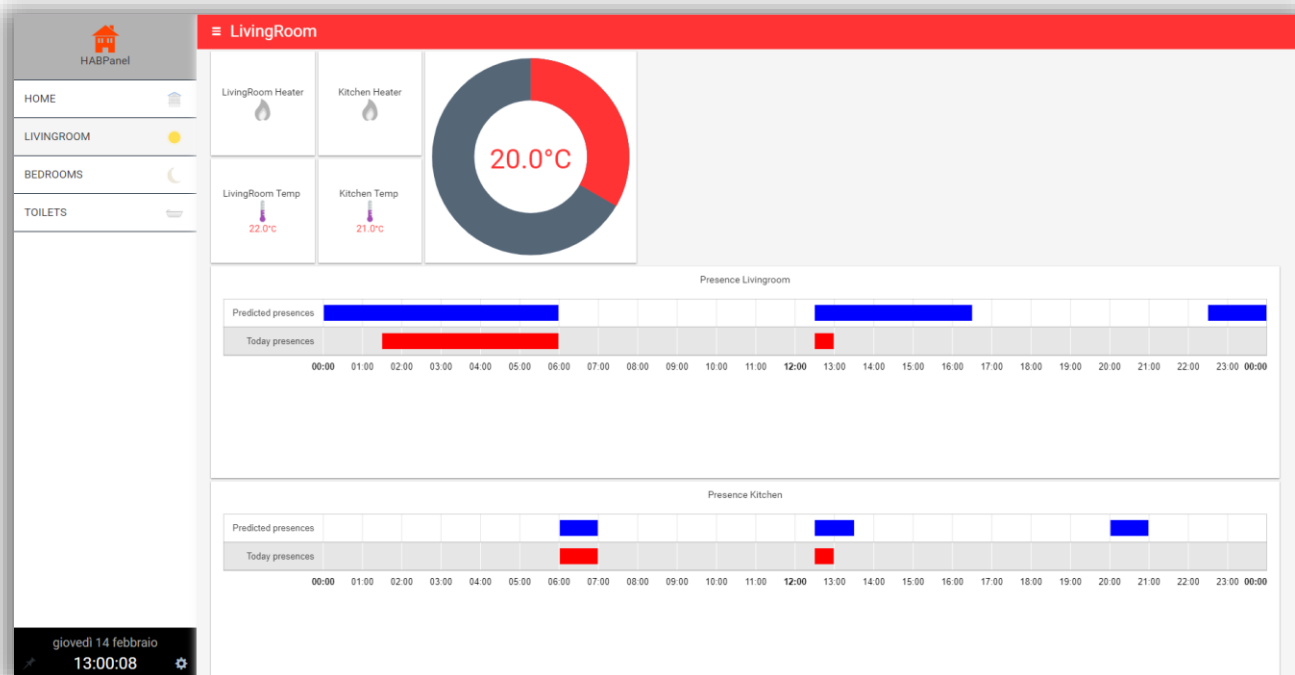 HABPanel
HOME
LIVINGROOM
BEDROOMS
TOILETS
giovedì 14 febbraio
13:00:08
≡ LivingRoom
LivingRoom Heater
Kitchen Heater
LivingRoom Temp
22.0°C
Kitchen Temp
21.0°C
20.0°C
Presence Livingroom
Predicted presences
Today presences
00:00 01:00 02:00 03:00 04:00 05:00 06:00 07:00 08:00 09:00 10:00 11:00 12:00 13:00 14:00 15:00 16:00 17:00 18:00 19:00 20:00 21:00 22:00 23:00 00:00
Presence Kitchen
Predicted presences
Today presences
00:00 01:00 02:00 03:00 04:00 05:00 06:00 07:00 08:00 09:00 10:00 11:00 12:00 13:00 14:00 15:00 16:00 17:00 18:00 19:00 20:00 21:00 22:00 23:00 00:00